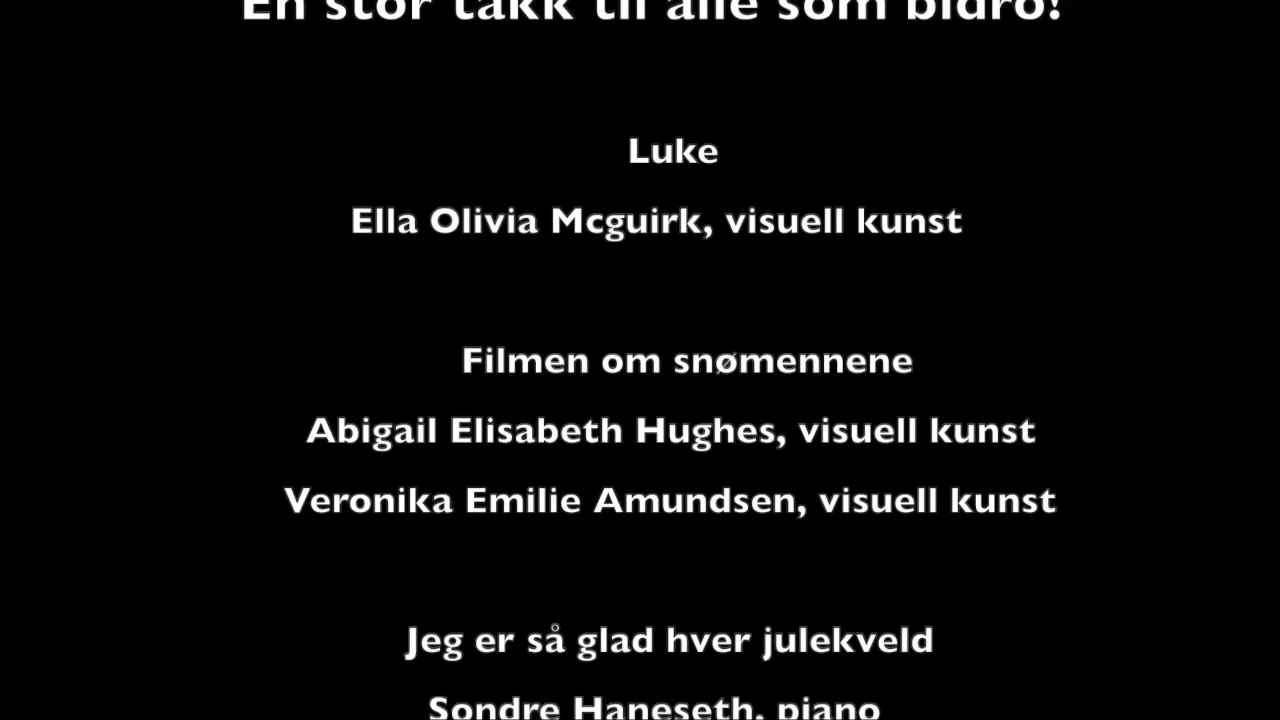 En stor takk til alle som bidro!
Luke
Ella Olivia Mcguirk, visuell kunst
Filmen om snømennene
Abigail Elisabeth Hughes, visuell kunst
Veronika Emilie Amundsen, visuell kunst
Jeg er så glad hver julekveld
Sondre Haneseth, piano